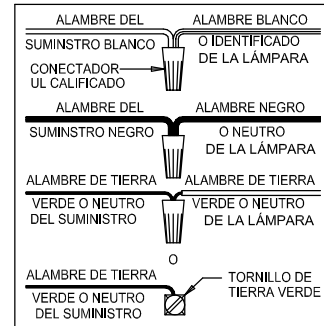 ALAMBRE DEL
SUMINSTRO BLANCO
ALAMBRE BLANCO
O IDENTIFICADO
DE LA LÁMPARA
CONECTADOR
UL CALIFICADO
ALAMBRE DEL
SUMINSTRO NEGRO
ALAMBRE NEGRO
O NEUTRO
DE LA LÁMPARA
ALAMBRE DE TIERRA
VERDE O NEUTRO
DEL SUMINISTRO
ALAMBRE DE TIERRA
VERDE O NEUTRO
DE LA LÁMPARA
O
ALAMBRE DE TIERRA
VERDE O NEUTRO
DEL SUMINISTRO
TORNILLO DE
TIERRA VERDE